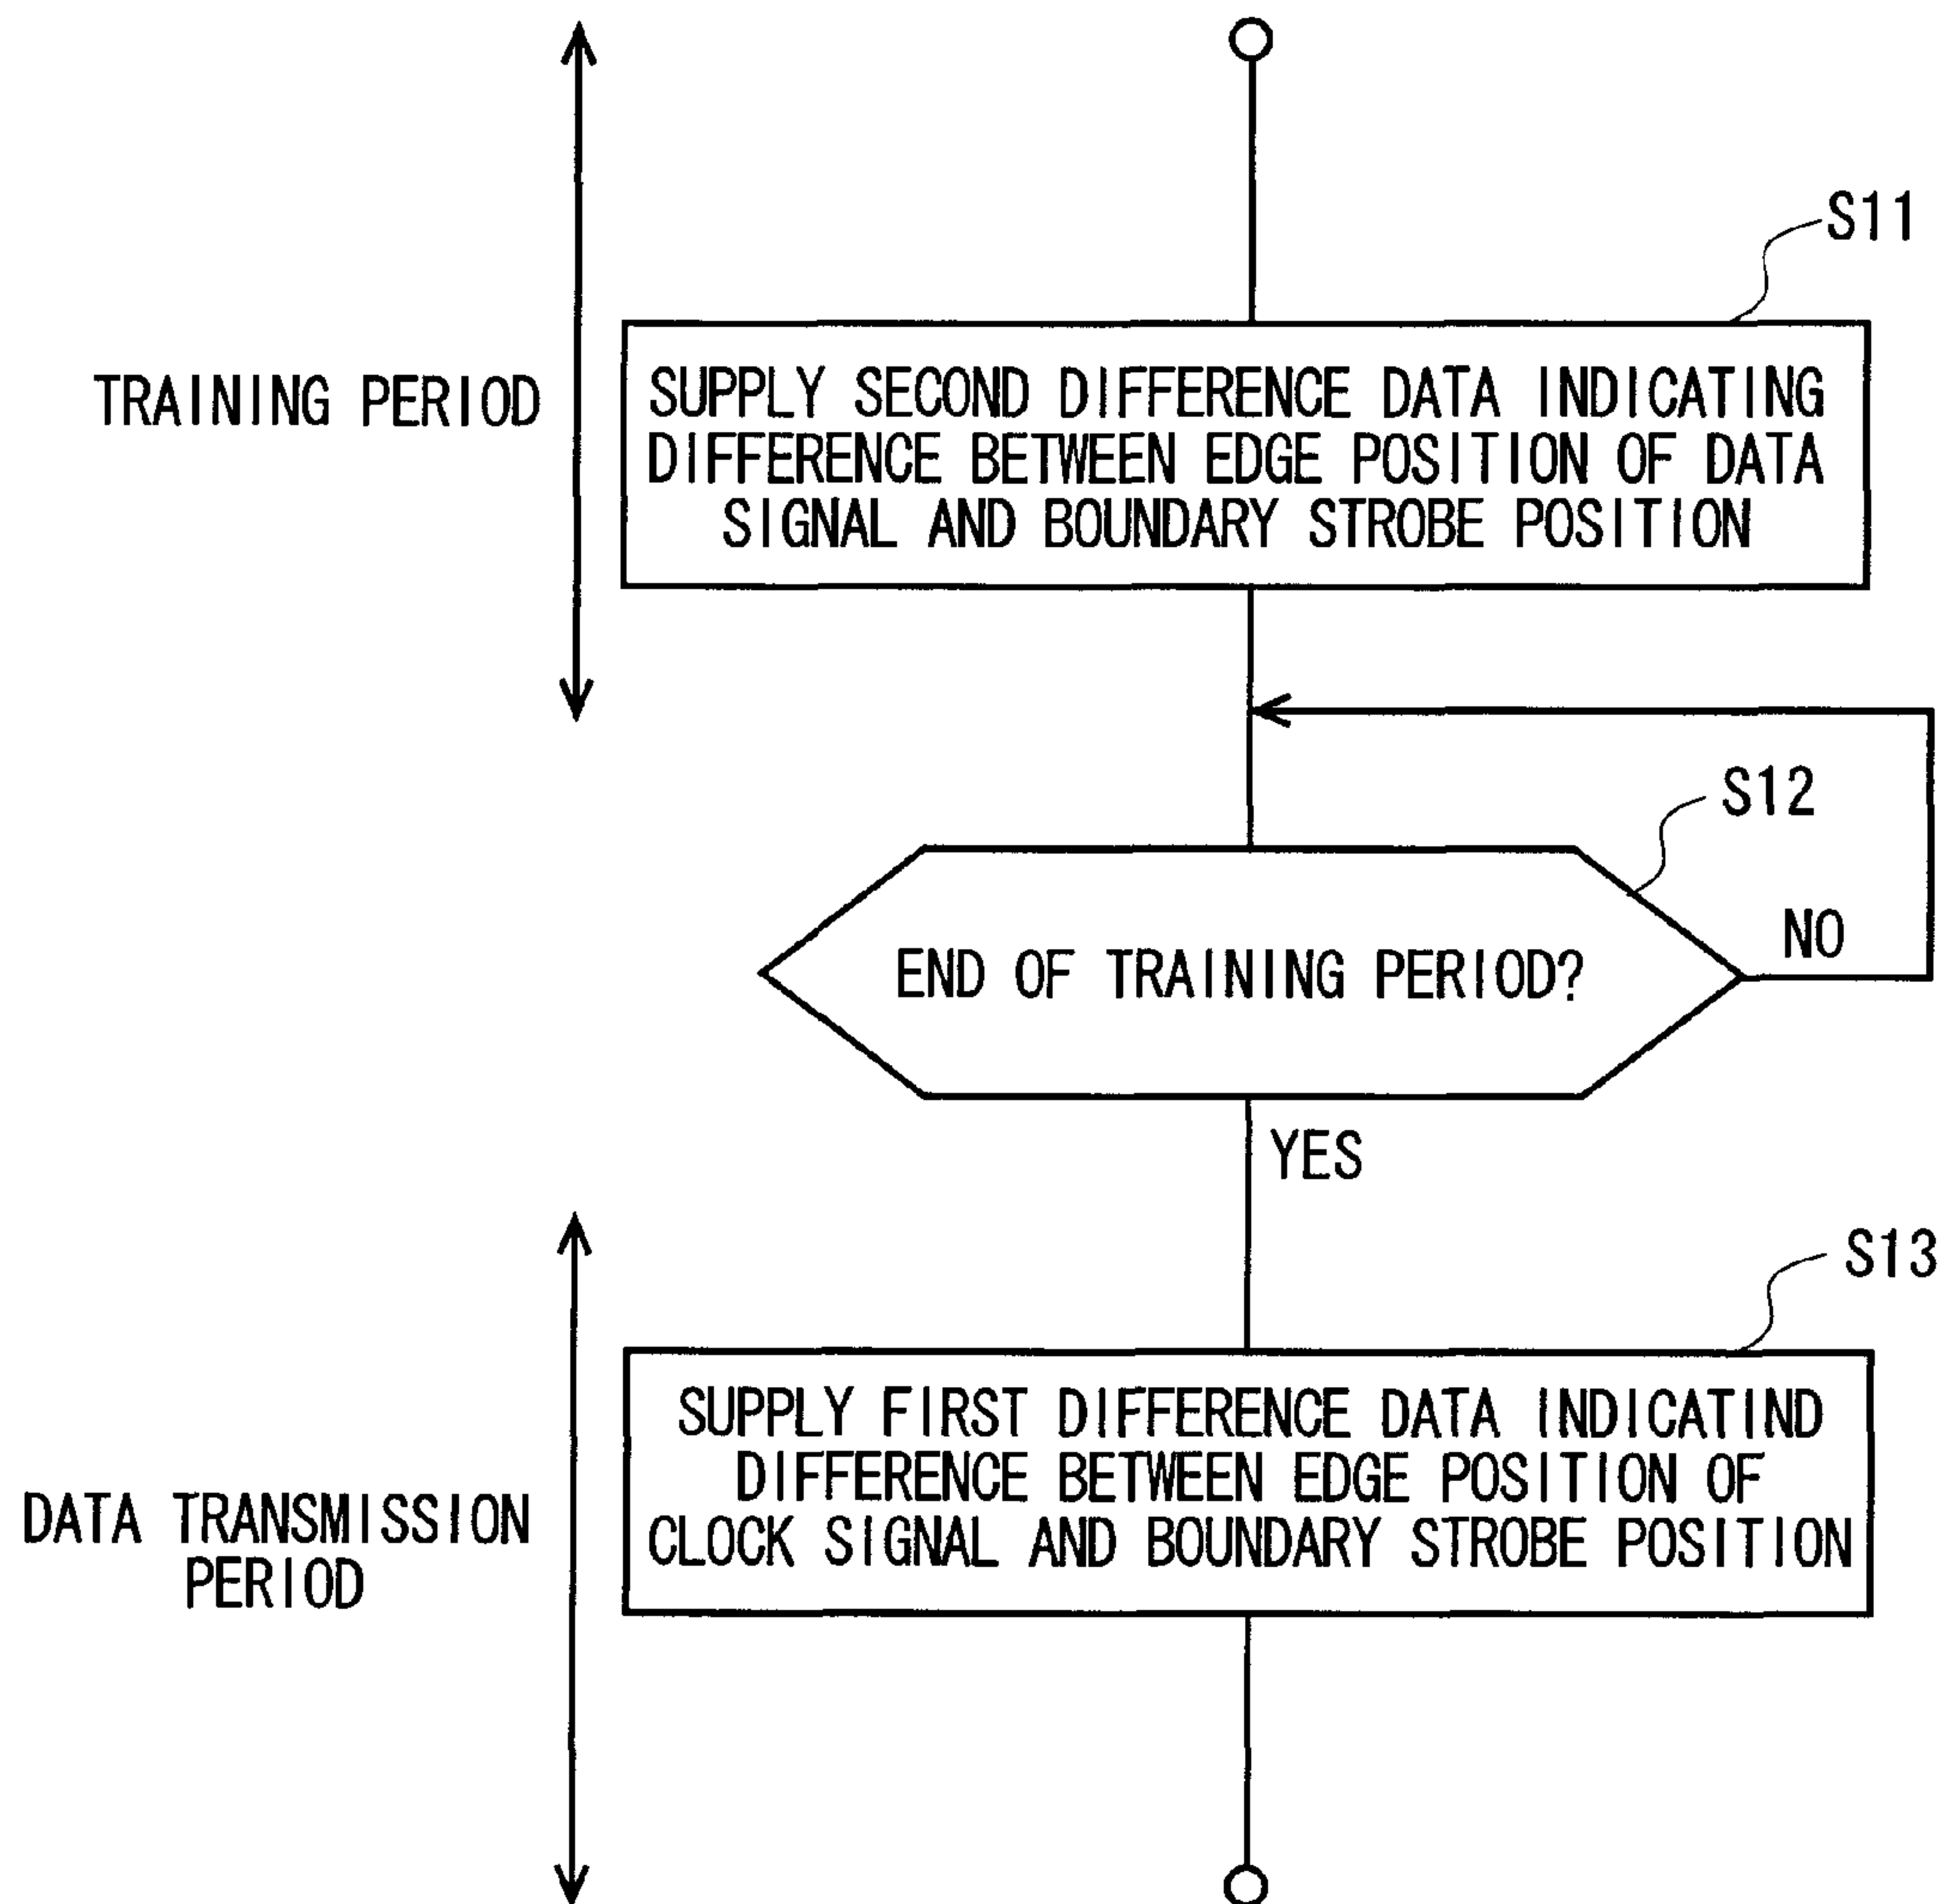 S11
TRAINING PERIOD
SUPPLY SECOND DIFFERENCE DATA INDICATING
DIFFERENCE BETWEEN EDGE POSITION OF DATA
SIGNAL AND BOUNDARY STROBE POSITION
S12
NO
END OF TRAINING PERIOD?
YES
S13
DATA TRANSMISSION
PERIOD
SUPPLY FIRST DIFFERENCE DATA INDICATIND
DIFFERENCE BETWEEN EDGE POSITION OF
CLOCK SIGNAL AND BOUNDARY STROBE POSITION